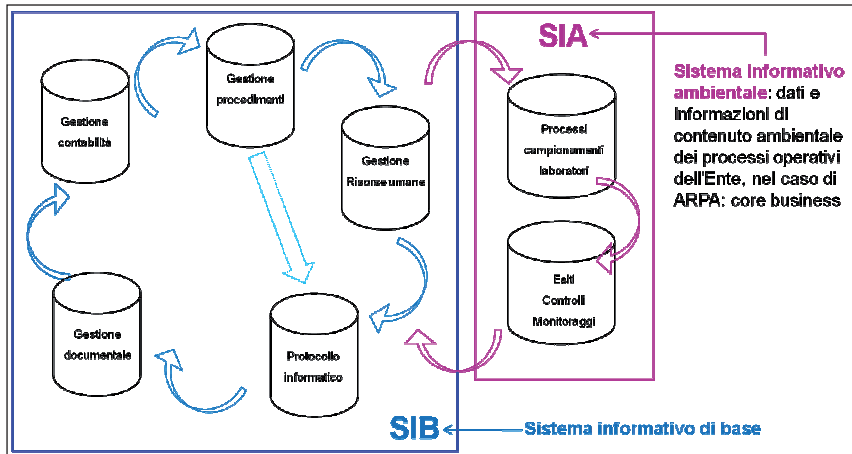 Gestione
procedimenti
Gestione
contabilità
Gestione
Risorse umane
Gestione
documentale
Protocollo
informatico
SIB
Sistema informativo di base
SIA
Processi
campionamenti
laboratori
Esiti
Controlli
Monitoraggi
Sistema informativo
ambientale: dati e
informazioni di
contenuto ambientale
dei processi operativi
dell'Ente, nel caso di
ARPA: core business